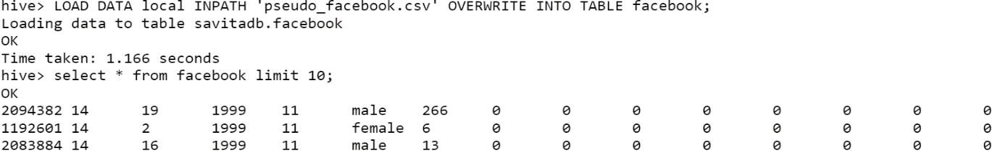 hive> LOAD DATA local INPATH 'pseudo_facebook.csv' OVERWRITE INTO TABLE facebook;
Loading data to table savitadb.facebook
OK
Time taken: 1.166 seconds
hive> select * from facebook limit 10;
OK
2094382 14 19 1999 11 male 266 0 0 0 0 0 0 0 0
1192601 14 2 1999 11 female 6 0 0 0 0 0 0 0 0
2083884 14 16 1999 11 male 13 0 0 0 0 0 0 0 0